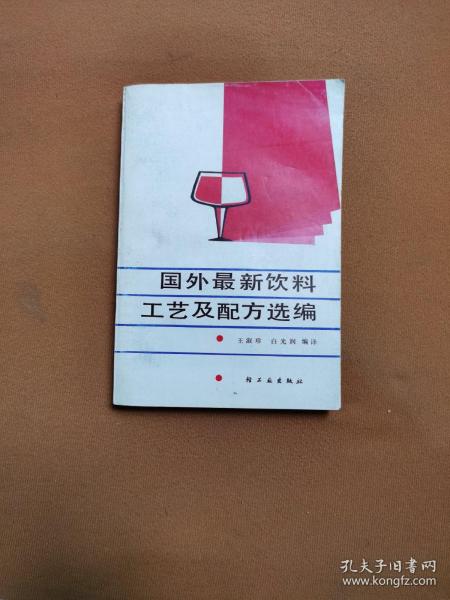 国外最新饮料
工艺及配方选编
王淑珍 白光润 编译
轻工业出版社
孔夫子旧书网
www.kongfz.com